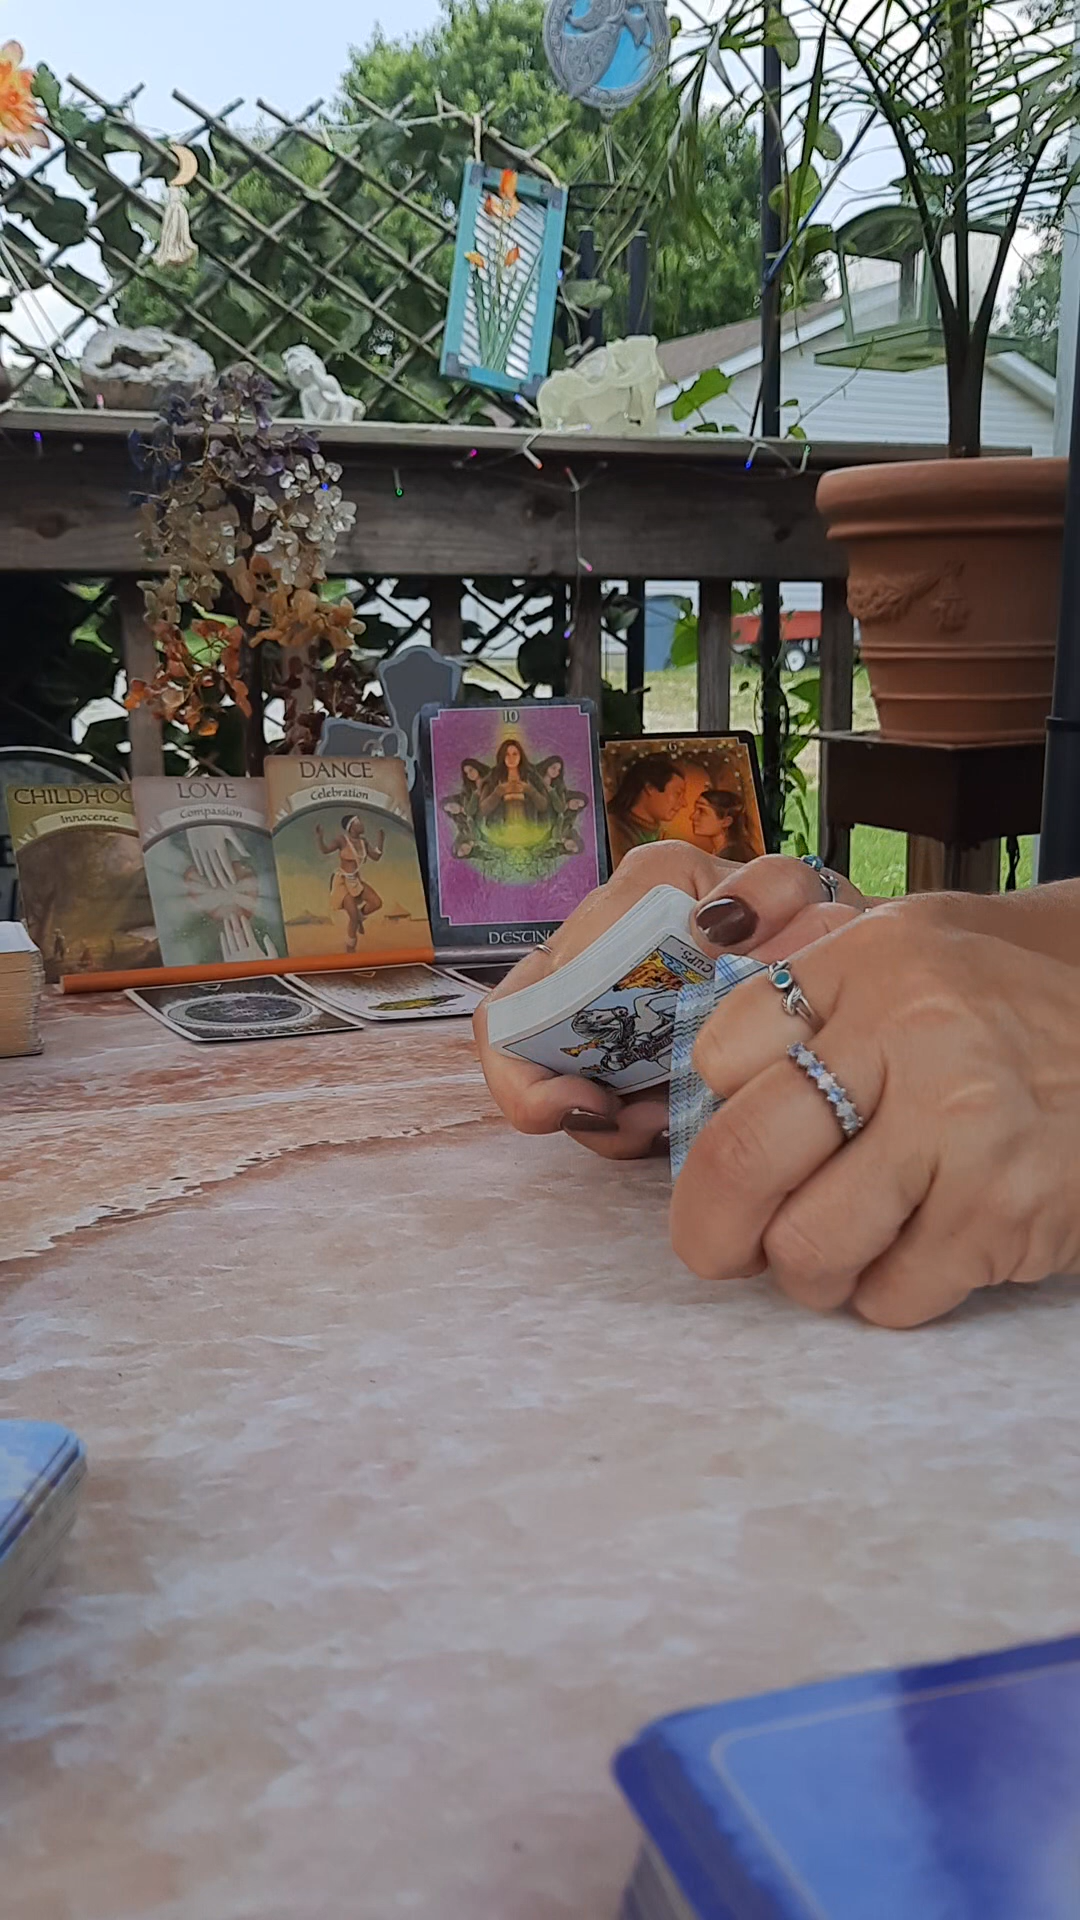 CHILDHOO
Innocence
LOVE
Compassion
DANCE
Celebration
10
DESTIN
6
CUPS.